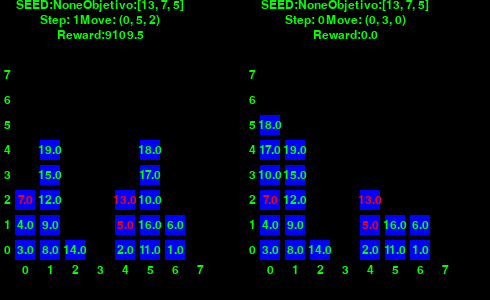 SEED:NoneObjetivo:[13, 7, 5]
Step: 1Move: (0, 5, 2)
Reward:9109.5
7
6
5
4 19.0 18.0
3 15.0 17.0
2 7.0 12.0 13.0 10.0
1 4.0 9.0 5.0 16.0 6.0
0 3.0 8.0 14.0 2.0 11.0 1.0
0 1 2 3 4 5 6 7
SEED:NoneObjetivo:[13, 7, 5]
Step: 0Move: (0, 3, 0)
Reward:0.0
7
6
5 18.0
4 17.0 19.0
3 10.0 15.0
2 7.0 12.0 13.0
1 4.0 9.0 5.0 16.0 6.0
0 3.0 8.0 14.0 2.0 11.0 1.0
0 1 2 3 4 5 6 7